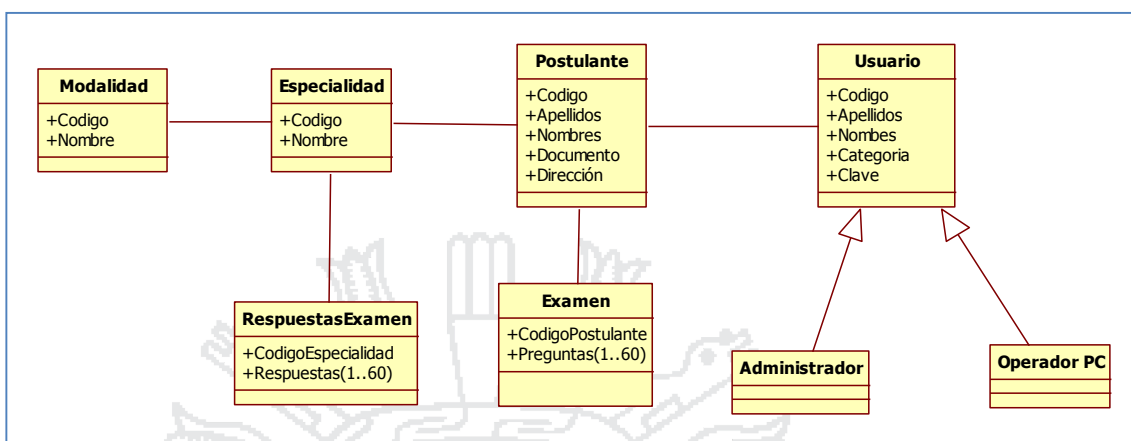 Modalidad
+Codigo
+Nombre
Especialidad
+Codigo
+Nombre
Postulante
+Codigo
+Apellidos
+Nombres
+Documento
+Dirección
Usuario
+Codigo
+Apellidos
+Nombes
+Categoria
+Clave
RespuestasExamen
+CodigoEspecialidad
+Respuestas(1..60)
Examen
+CodigoPostulante
+Preguntas(1..60)
Administrador
Operador PC